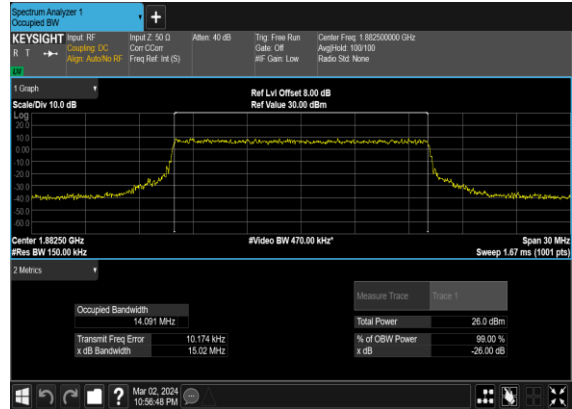 Spectrum Analyzer 1
Occupied BW
+
KEYSIGHT
R T
LW
Input: RF
Coupling: DC
Align: Auto/No RF
Input Z: 50 Ω
Corr CCorr
Freq Ref: Int (S)
Atten: 40 dB
Trig: Free Run
Gate: Off
#IF Gain: Low
Center Freq: 1.882500000 GHz
Avg|Hold: 100/100
Radio Std: None
1 Graph
Scale/Div 10.0 dB
Ref Lvl Offset 8.00 dB
Ref Value 30.00 dBm
Log
20.0
10.0
0.00
-10.0
-20.0
-30.0
-40.0
-50.0
-60.0
Center 1.88250 GHz
#Video BW 470.00 kHz*
Span 30 MHz
#Res BW 150.00 kHz
Sweep 1.67 ms (1001 pts)
2 Metrics
Measure Trace Trace 1
Occupied Bandwidth
14.091 MHz
Total Power 26.0 dBm
Transmit Freq Error 10.174 kHz
% of OBW Power 99.00 %
x dB Bandwidth 15.02 MHz
x dB -26.00 dB
?
Mar 02, 2024
10:56:48 PM